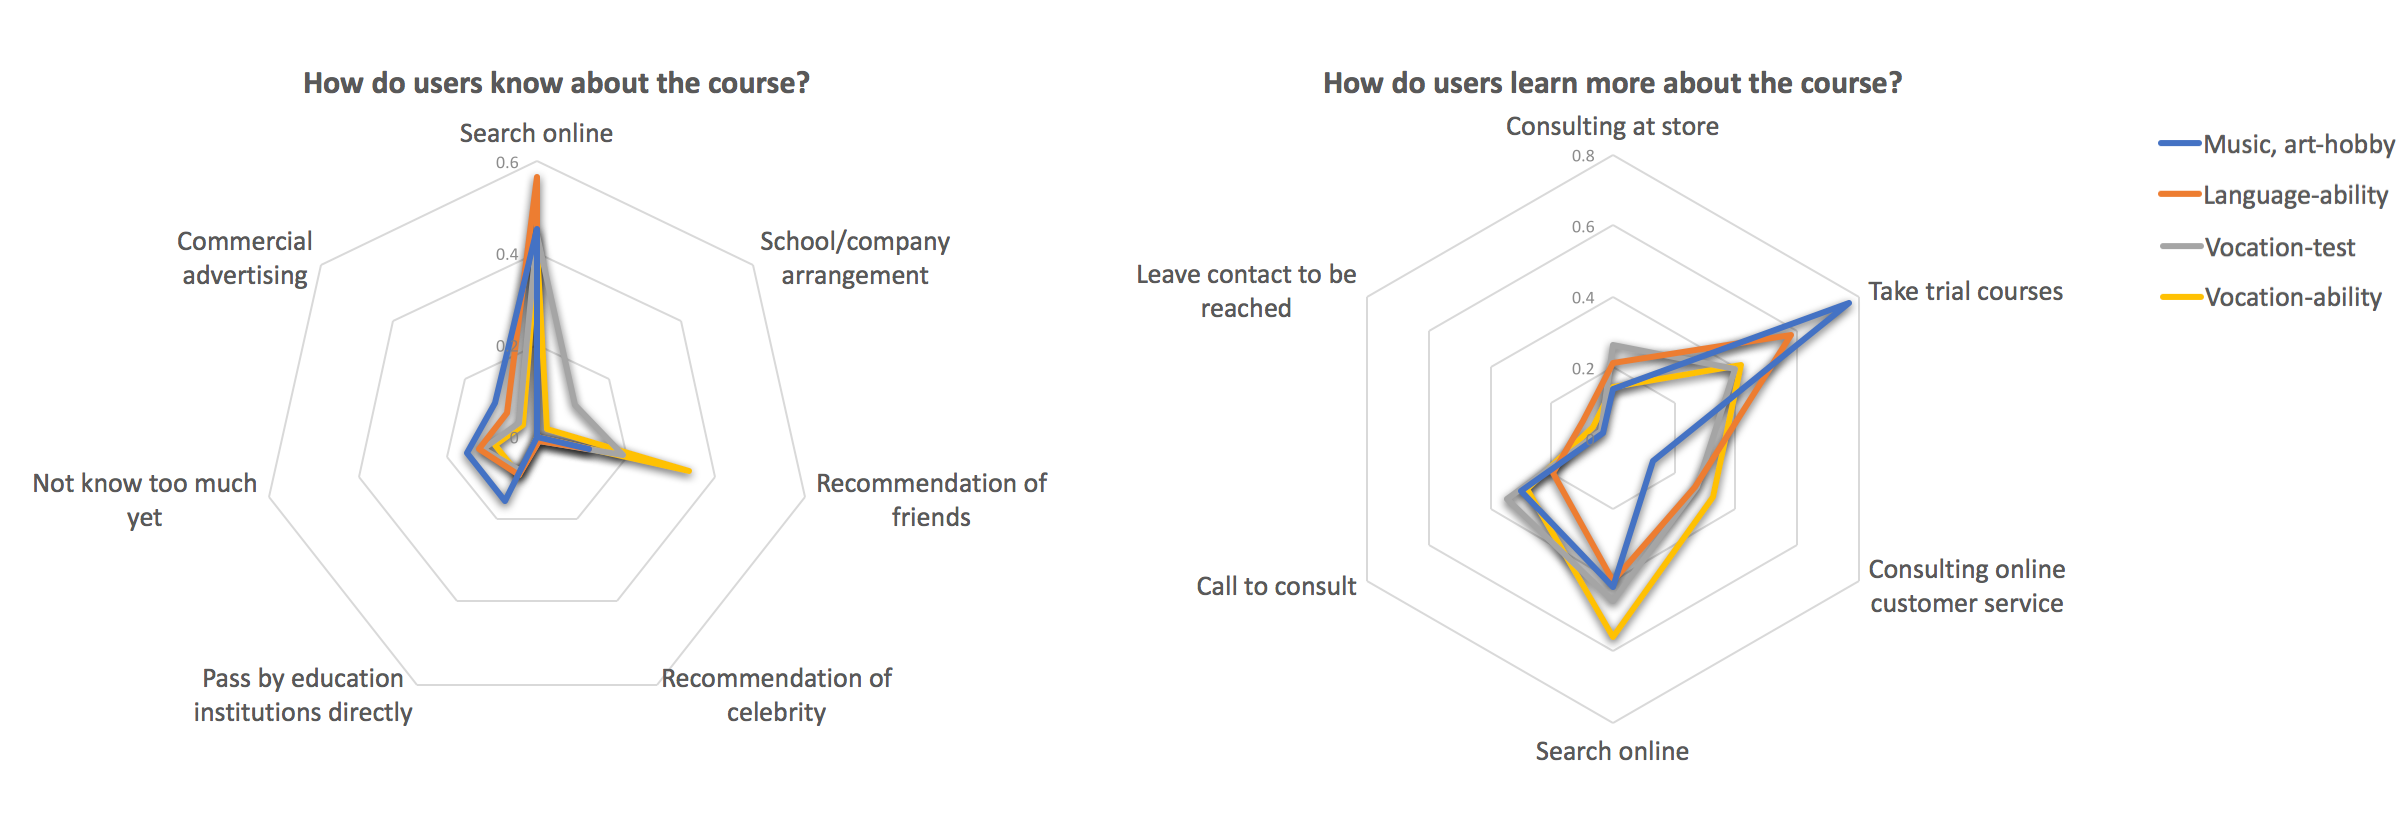 How do users know about the course?
Search online
0.6
0.4
0.2
0
School/company
arrangement
Recommendation of
friends
Recommendation of
celebrity
Pass by education
institutions directly
Not know too much
yet
Commercial
advertising
How do users learn more about the course?
Consulting at store
0.8
0.6
0.4
0.2
Take trial courses
Consulting online
customer service
Search online
Call to consult
Leave contact to be
reached
Music, art-hobby
Language-ability
Vocation-test
Vocation-ability